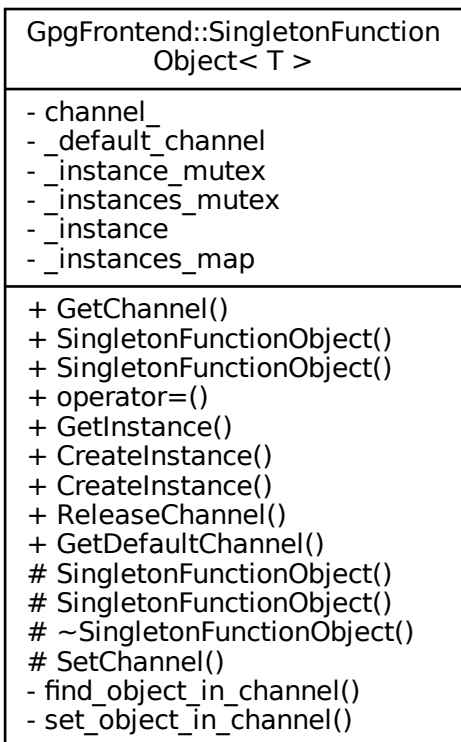 GpgFrontend::SingletonFunction
Object< T >
- channel_
- _default_channel
- _instance_mutex
- _instances_mutex
- _instance
- _instances_map
+ GetChannel()
+ SingletonFunctionObject()
+ SingletonFunctionObject()
+ operator=()
+ GetInstance()
+ CreateInstance()
+ CreateInstance()
+ ReleaseChannel()
+ GetDefaultChannel()
# SingletonFunctionObject()
# SingletonFunctionObject()
# ~SingletonFunctionObject()
# SetChannel()
- find_object_in_channel()
- set_object_in_channel()